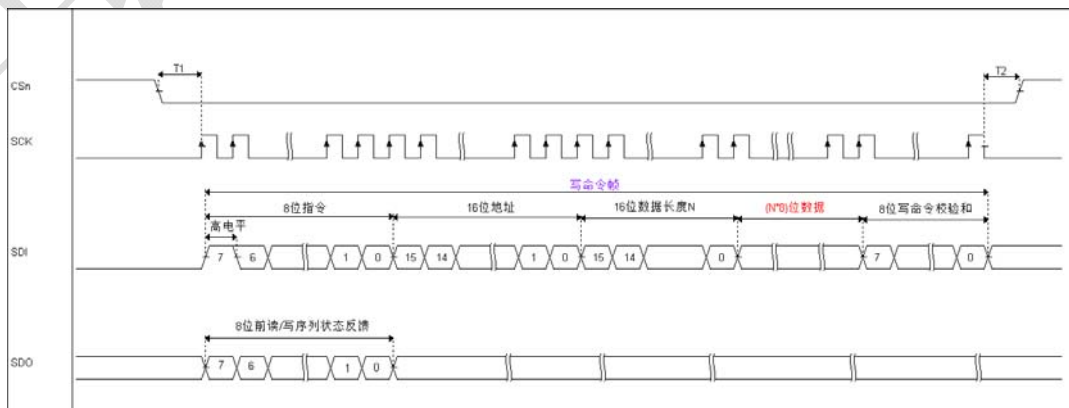 T1
T2
CSn
SCK
写命令帧
8位指令
16位地址
16位数据长度N
(N*8)位数据
8位写命令校验和
高电平
SDI
7 6 1 0 15 14 1 0 15 14 0 7 0
8位前读/写序列状态反馈
SDO
7 6 1 0